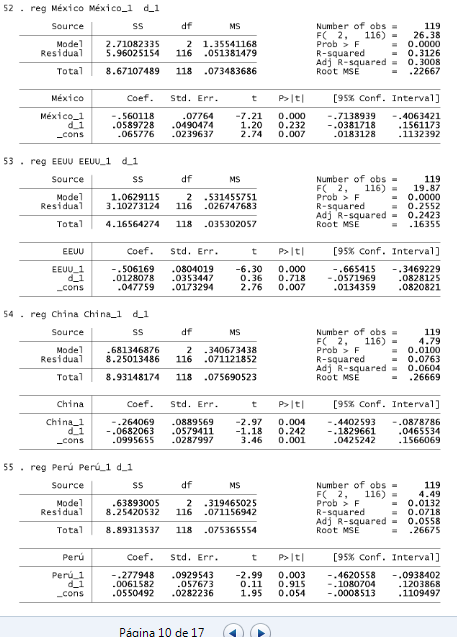 52 . reg México México_1 d_1
Source | SS df MS Number of obs = 119
F( 2, 116) = 26.38
Model | 2.71082335 2 1.35541168 Prob > F = 0.0000
Residual | 5.96025154 116 .051381479 R-squared = 0.3126
Adj R-squared = 0.3008
Total | 8.67107489 118 .073483686 Root MSE = .22667
México | Coef. Std. Err. t P>|t| [95% Conf. Interval]
México_1 | -.560118 .07764 -7.21 0.000 -.7138939 -.4063421
d_1 | .0589728 .0490474 1.20 0.232 -.0381718 .1561173
_cons | .065776 .0239637 2.74 0.007 .0183128 .1132392
53 . reg EEUU EEUU_1 d_1
Source | SS df MS Number of obs = 119
F( 2, 116) = 19.87
Model | 1.0629115 2 .531455751 Prob > F = 0.0000
Residual | 3.10273124 116 .026747683 R-squared = 0.2552
Adj R-squared = 0.2423
Total | 4.16564274 118 .035302057 Root MSE = .16355
EEUU | Coef. Std. Err. t P>|t| [95% Conf. Interval]
EEUU_1 | -.506169 .0804019 -6.30 0.000 -.665415 -.3469229
d_1 | .0128078 .0353447 0.36 0.718 -.0571969 .0828125
_cons | .047759 .0173294 2.76 0.007 .0134359 .0820821
54 . reg China China_1 d_1
Source | SS df MS Number of obs = 119
F( 2, 116) = 4.79
Model | .681346876 2 .340673438 Prob > F = 0.0100
Residual | 8.25013486 116 .071121852 R-squared = 0.0763
Adj R-squared = 0.0604
Total | 8.93148174 118 .075690523 Root MSE = .26669
China | Coef. Std. Err. t P>|t| [95% Conf. Interval]
China_1 | -.264069 .0889569 -2.97 0.004 -.4402593 -.0878786
d_1 | -.0682063 .0579411 -1.18 0.242 -.1829661 .0465534
_cons | .0995655 .0287997 3.46 0.001 .0425242 .1566069
55 . reg Perú Perú_1 d_1
Source | SS df MS Number of obs = 119
F( 2, 116) = 4.49
Model | .63893005 2 .319465025 Prob > F = 0.0132
Residual | 8.25420532 116 .071156942 R-squared = 0.0718
Adj R-squared = 0.0558
Total | 8.89313537 118 .075365554 Root MSE = .26675
Perú | Coef. Std. Err. t P>|t| [95% Conf. Interval]
Perú_1 | -.277948 .0929543 -2.99 0.003 -.4620558 -.0938402
d_1 | .0061582 .057673 0.11 0.915 -.1080704 .1203868
_cons | .0550492 .0282236 1.95 0.054 -.0008513 .1109497
Página 10 de 17